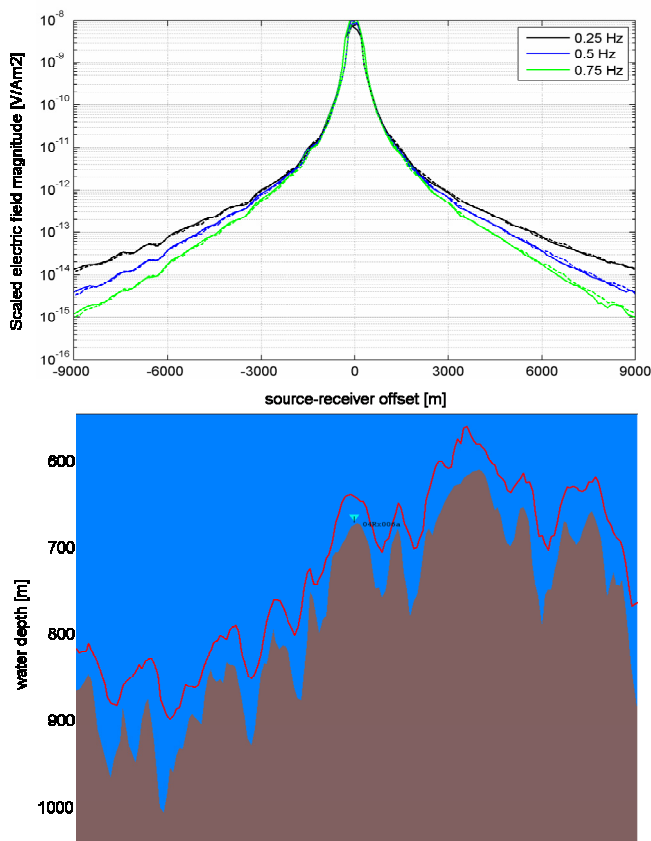 Scaled electric field magnitude [V/Am2]
10-8
10-9
10-10
10-11
10-12
10-13
10-14
10-15
10-16
0.25 Hz
0.5 Hz
0.75 Hz
-9000 -6000 -3000 0 3000 6000 9000
source-receiver offset [m]
water depth [m]
600
700
800
900
1000